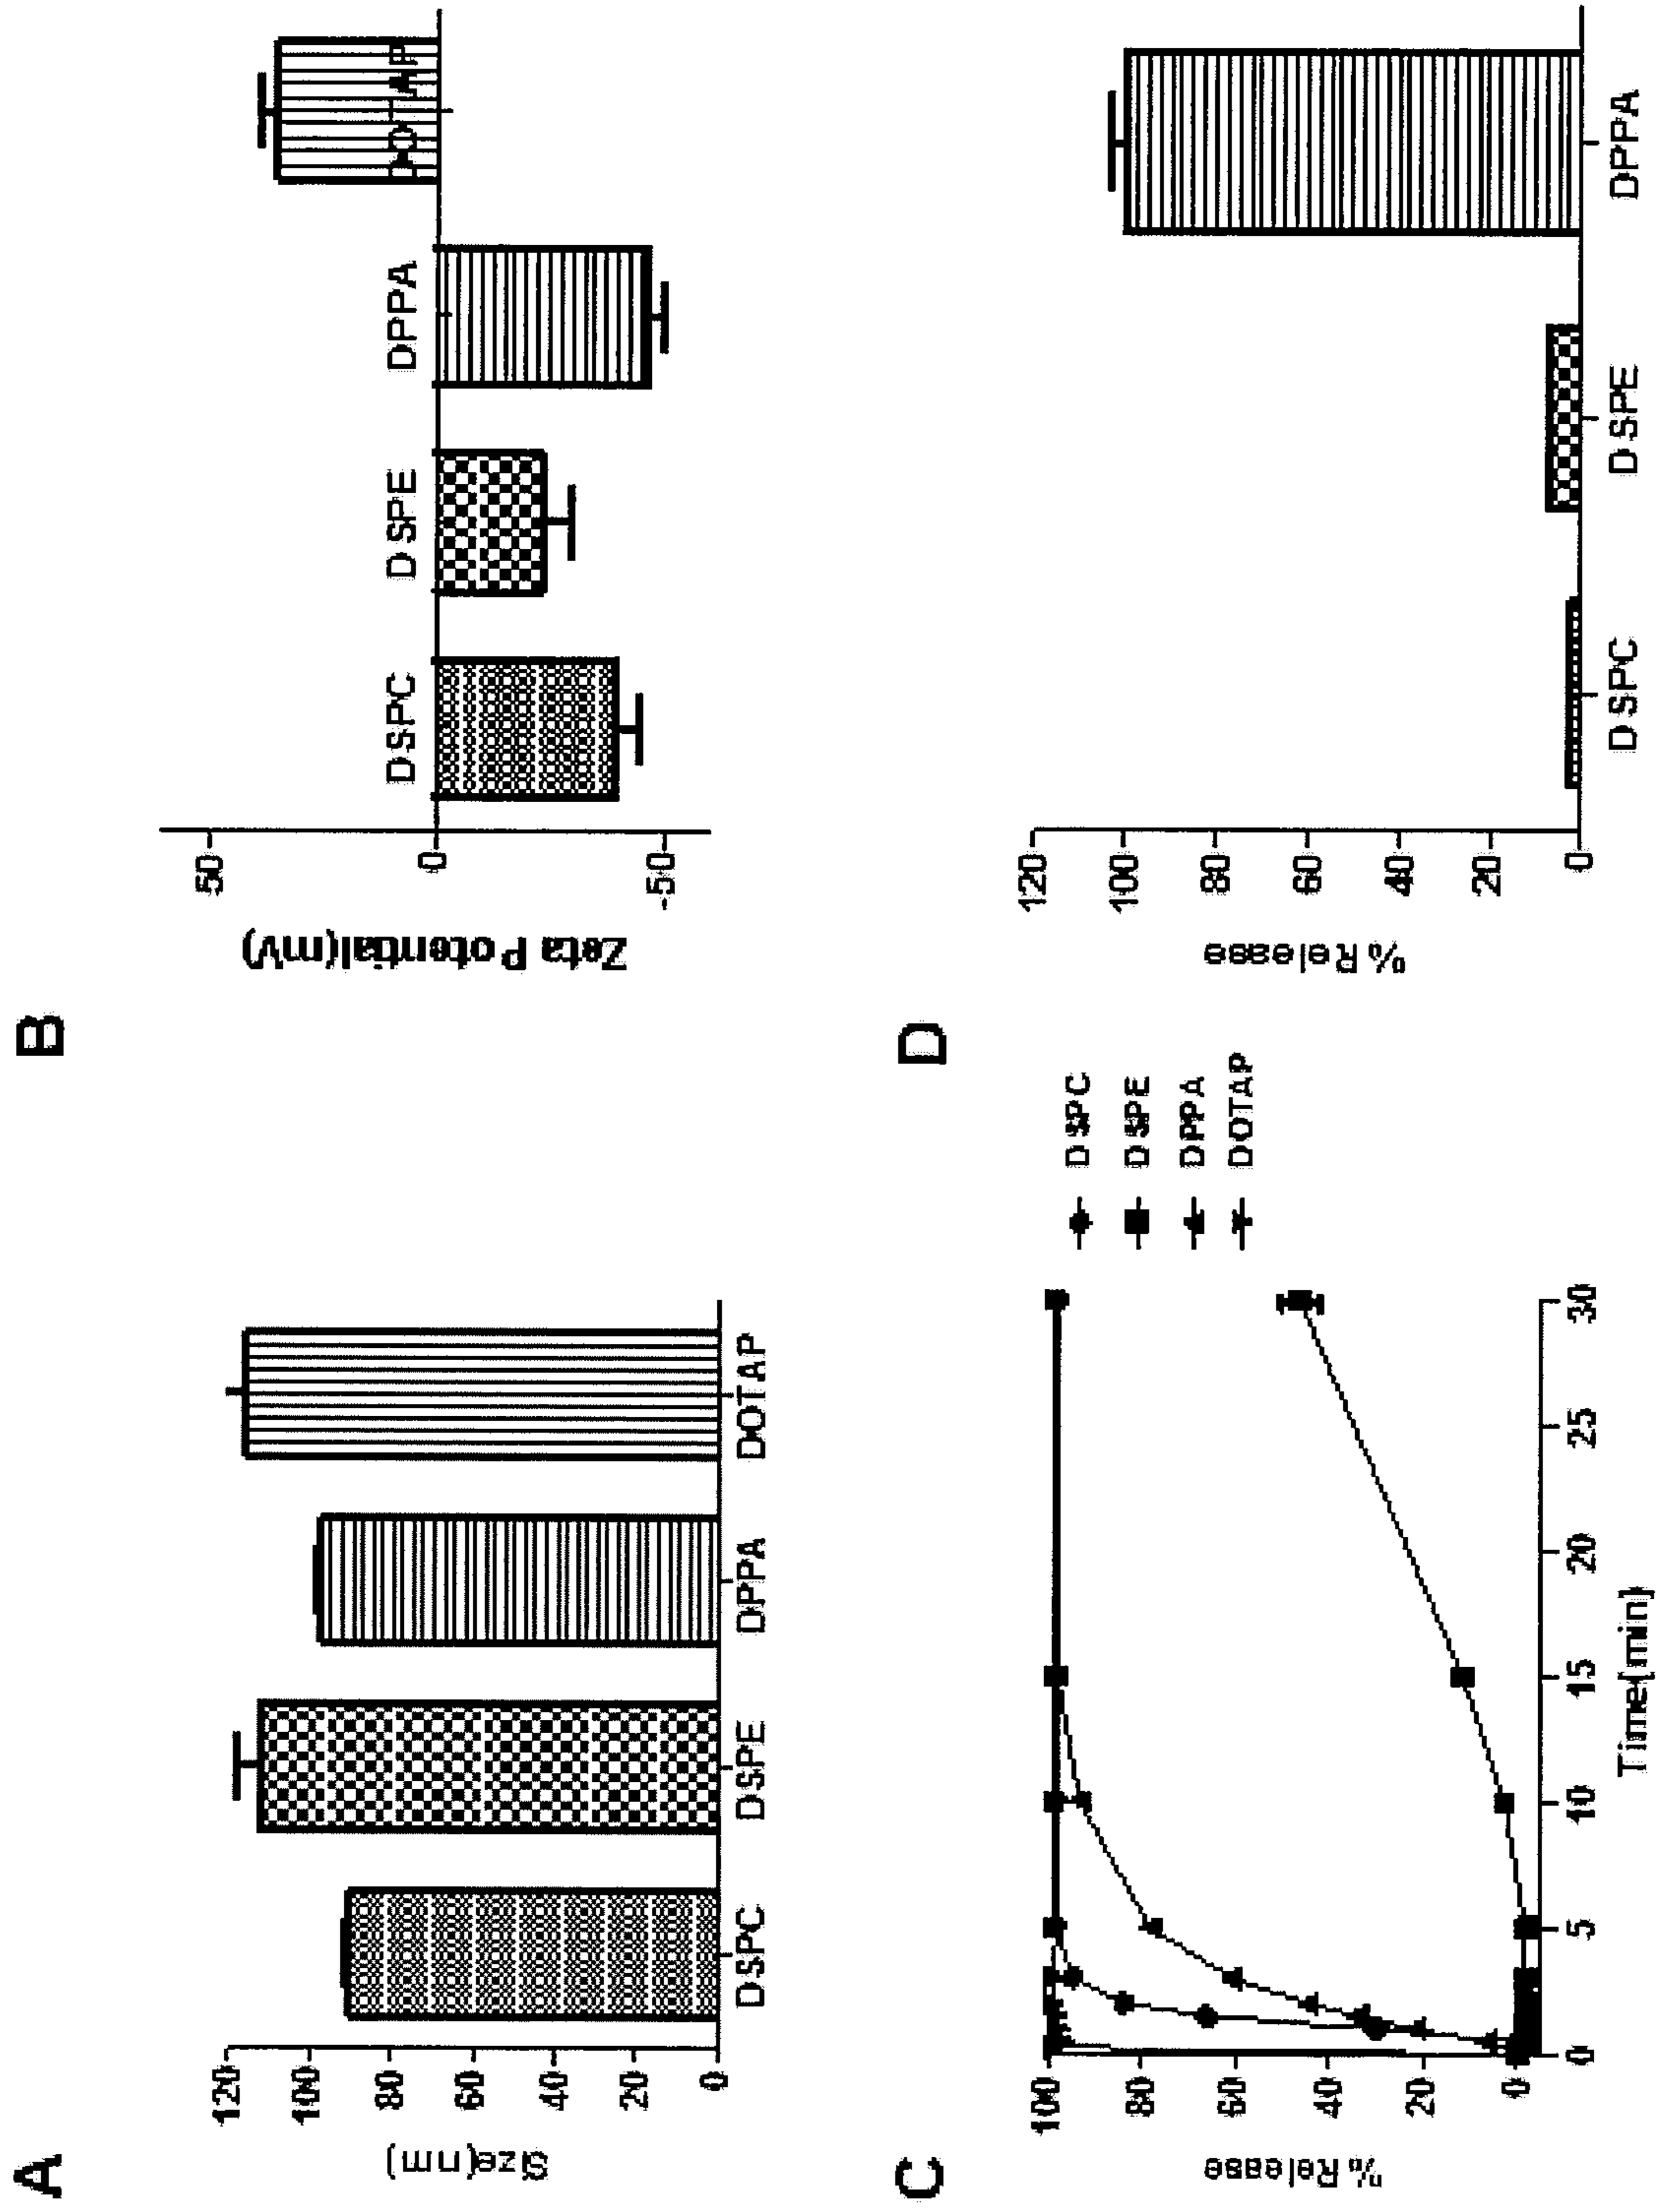 A
Size(nm)
120
100
80
60
40
20
0
DSPC
DSPE
DPPA
DOTAP
B
Zeta Potential(mV)
50
0
-50
DSPC
DSPE
DPPA
DOTAP
C
% Release
100
80
60
40
20
0
0
5
10
15
20
25
30
Time(min)
DSPC
DSPE
DPPA
DOTAP
D
% Release
120
100
80
60
40
20
0
DSPC
DSPE
DPPA